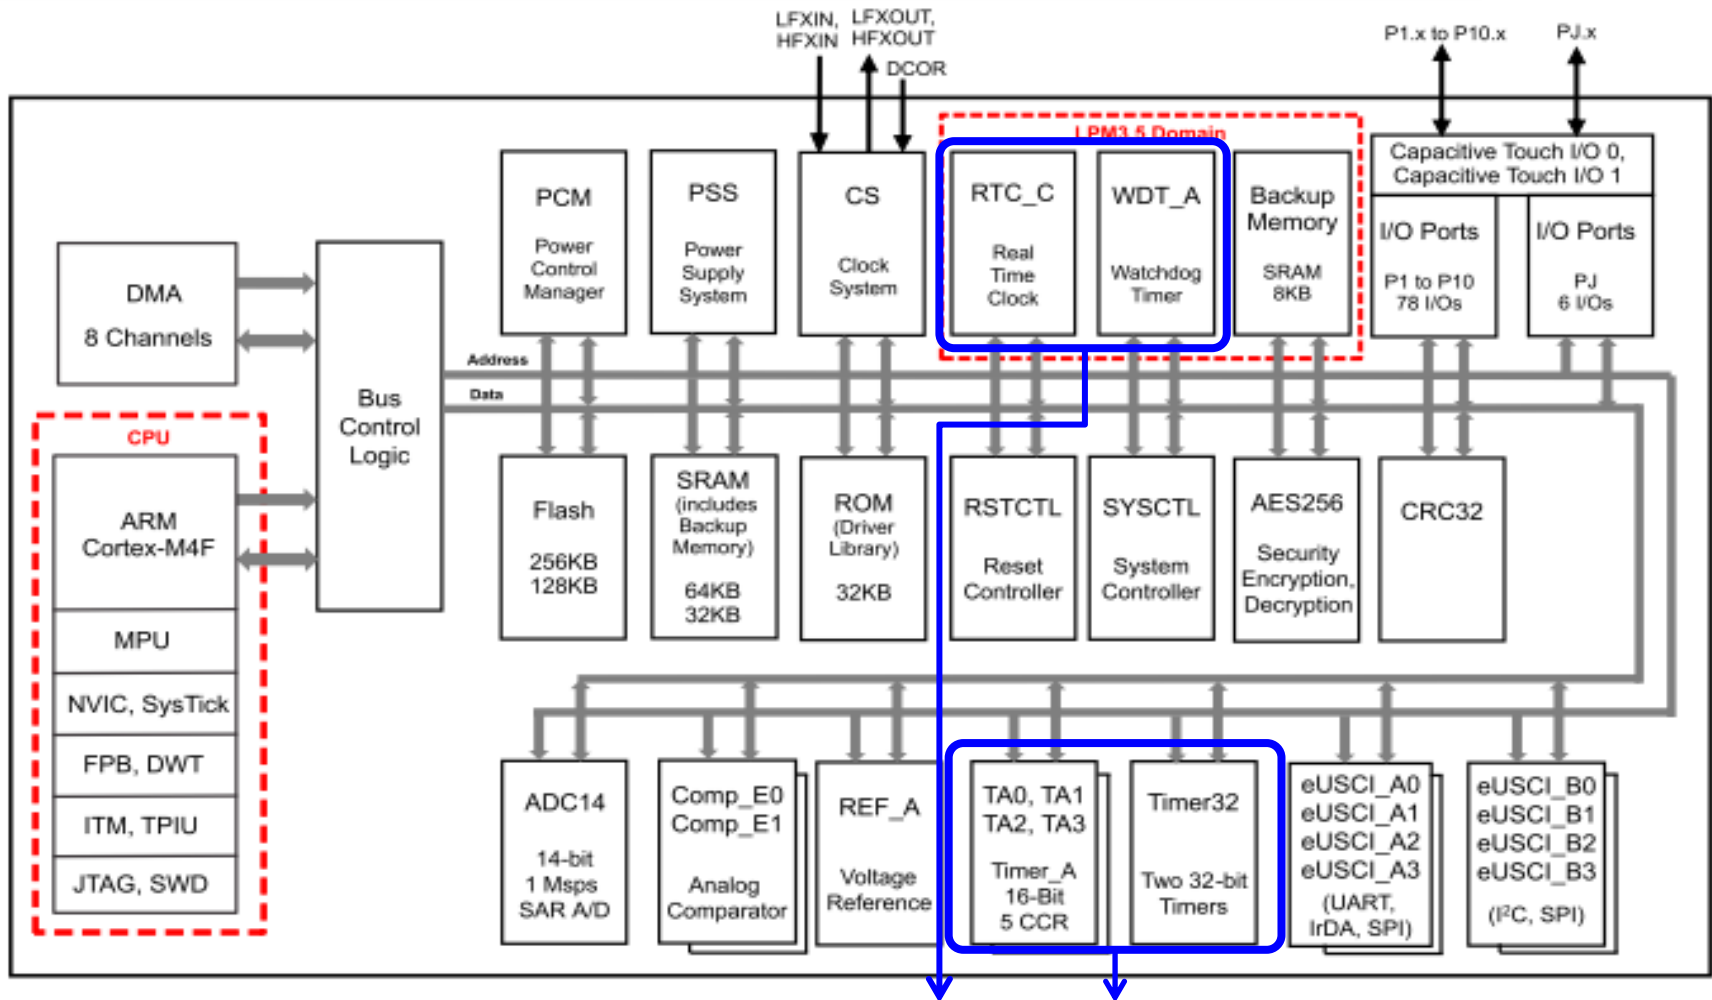 LFXIN,
HFXIN
LFXOUT,
HFXOUT
DCOR
P1.x to P10.x
PJ.x
LPM3.5 Domain
Capacitive Touch I/O 0,
Capacitive Touch I/O 1
PCM
Power
Control
Manager
PSS
Power
Supply
System
CS
Clock
System
RTC_C
Real
Time
Clock
WDT_A
Watchdog
Timer
Backup
Memory
SRAM
8KB
I/O Ports
P1 to P10
78 I/Os
I/O Ports
PJ
6 I/Os
DMA
8 Channels
Bus
Control
Logic
Address
Data
CPU
ARM
Cortex-M4F
MPU
NVIC, SysTick
FPB, DWT
ITM, TPIU
JTAG, SWD
Flash
256KB
128KB
SRAM
(includes
Backup
Memory)
64KB
32KB
ROM
(Driver
Library)
32KB
RSTCTL
Reset
Controller
SYSCTL
System
Controller
AES256
Security
Encryption,
Decryption
CRC32
ADC14
14-bit
1 Msps
SAR A/D
Comp_E0
Comp_E1
Analog
Comparator
REF_A
Voltage
Reference
TA0, TA1
TA2, TA3
Timer_A
16-Bit
5 CCR
Timer32
Two 32-bit
Timers
eUSCI_A0
eUSCI_A1
eUSCI_A2
eUSCI_A3
(UART,
IrDA, SPI)
eUSCI_B0
eUSCI_B1
eUSCI_B2
eUSCI_B3
(I²C, SPI)